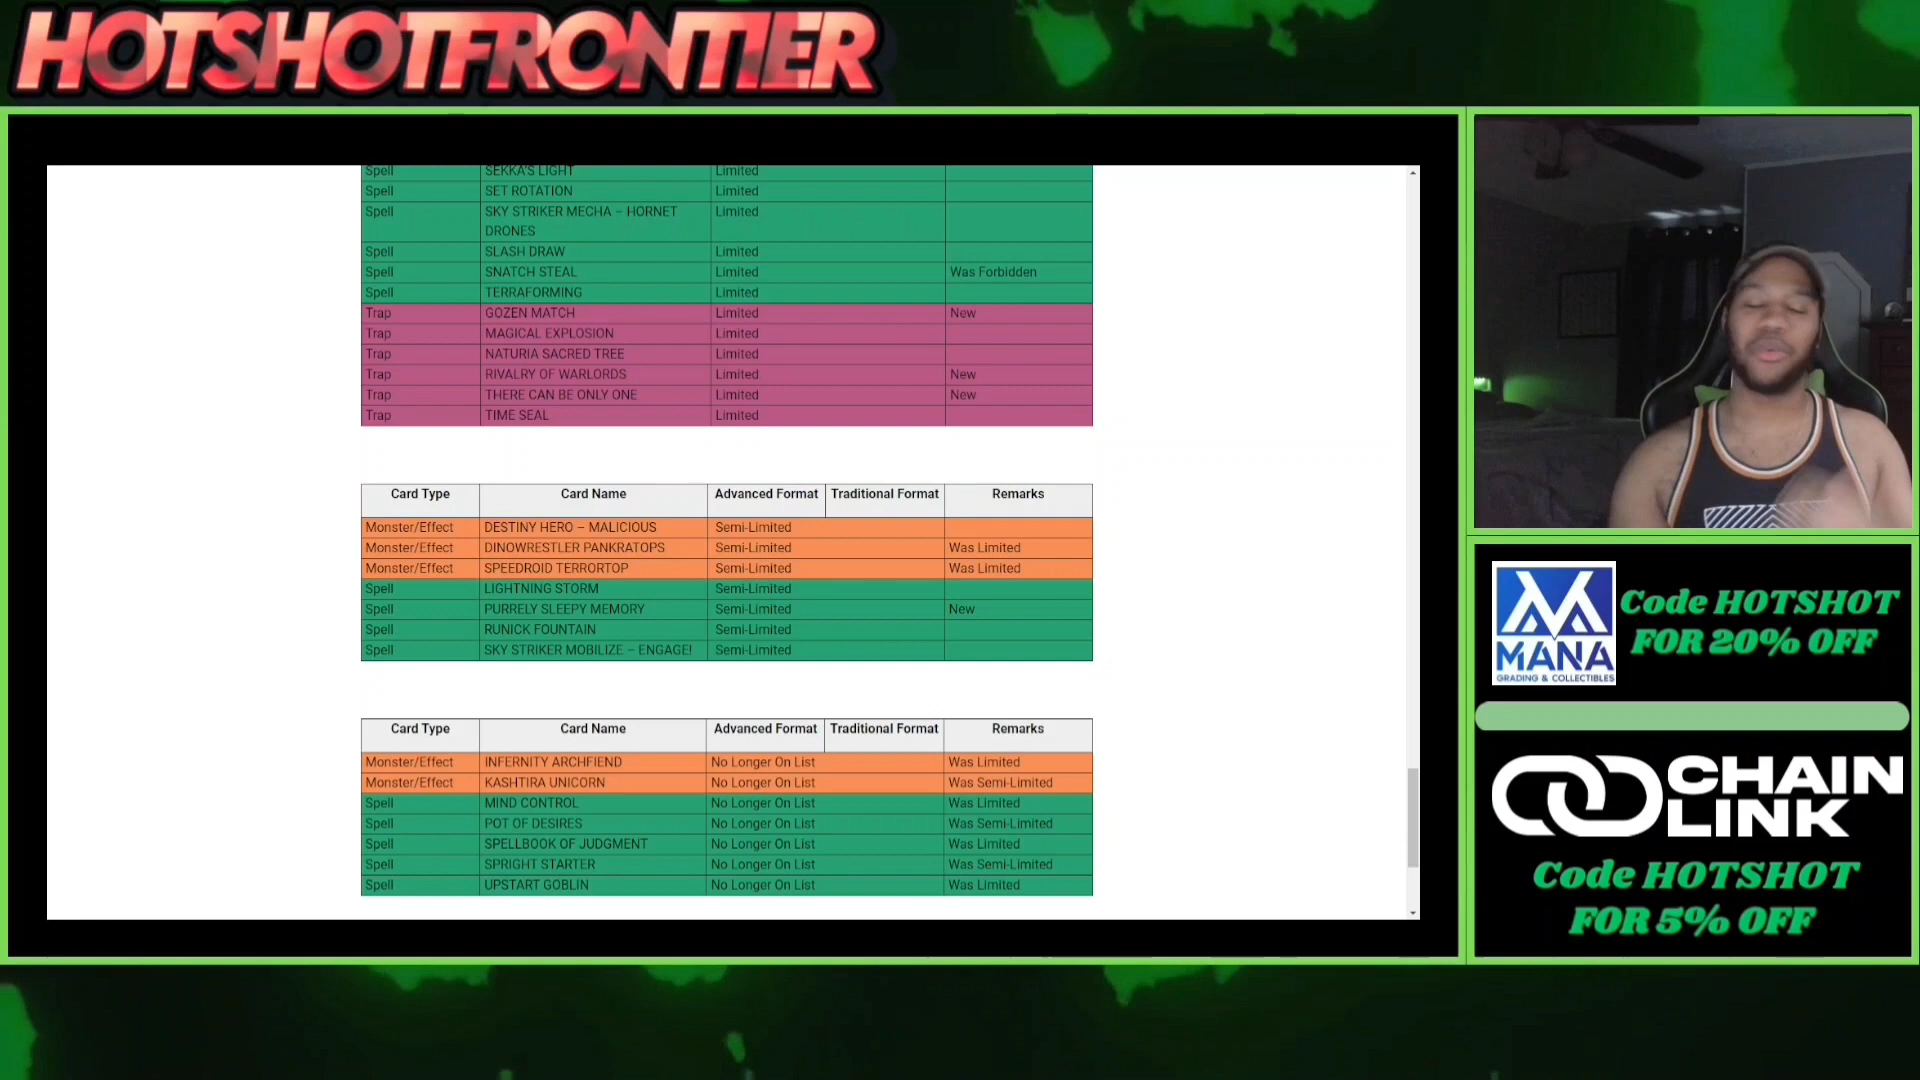 HOTSHOTFRONTIER
Spell SEKKA'S LIGHT Limited
Spell SET ROTATION Limited
Spell SKY STRIKER MECHA – HORNET DRONES Limited
Spell SLASH DRAW Limited
Spell SNATCH STEAL Limited Was Forbidden
Spell TERRAFORMING Limited
Trap GOZEN MATCH Limited New
Trap MAGICAL EXPLOSION Limited
Trap NATURIA SACRED TREE Limited
Trap RIVALRY OF WARLORDS Limited New
Trap THERE CAN BE ONLY ONE Limited New
Trap TIME SEAL Limited
Card Type Card Name Advanced Format Traditional Format Remarks
Monster/Effect DESTINY HERO – MALICIOUS Semi-Limited
Monster/Effect DINOWRESTLER PANKRATOPS Semi-Limited Was Limited
Monster/Effect SPEEDROID TERRORTOP Semi-Limited Was Limited
Spell LIGHTNING STORM Semi-Limited
Spell PURRELY SLEEPY MEMORY Semi-Limited New
Spell RUNICK FOUNTAIN Semi-Limited
Spell SKY STRIKER MOBILIZE – ENGAGE! Semi-Limited
Card Type Card Name Advanced Format Traditional Format Remarks
Monster/Effect INFERNITY ARCHFIEND No Longer On List Was Limited
Monster/Effect KASHTIRA UNICORN No Longer On List Was Semi-Limited
Spell MIND CONTROL No Longer On List Was Limited
Spell POT OF DESIRES No Longer On List Was Semi-Limited
Spell SPELLBOOK OF JUDGMENT No Longer On List Was Limited
Spell SPRIGHT STARTER No Longer On List Was Semi-Limited
Spell UPSTART GOBLIN No Longer On List Was Limited
MANA
GRADING & COLLECTIBLES
Code HOTSHOT
FOR 20% OFF
CHAIN
LINK
Code HOTSHOT
FOR 5% OFF